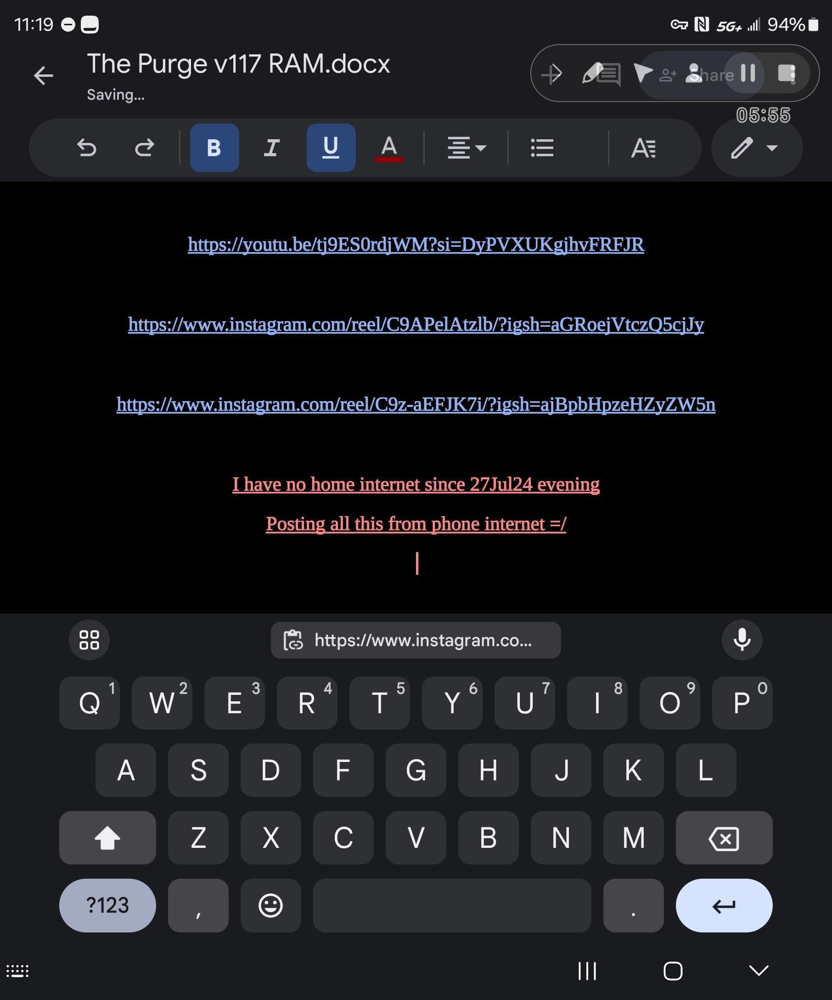 11:19
5G+ 94%
The Purge v117 RAM.docx
Saving...
Share
05:55
B I U A A
https://youtu.be/tj9ES0rdjWM?si=DyPVXUKgjhvFRFJR
https://www.instagram.com/reel/C9APelAtzlb/?igsh=aGRoejVtczQ5cjJy
https://www.instagram.com/reel/C9z-aEFJK7i/?igsh=ajBpbHpzeHZyZW5n
I have no home internet since 27Jul24 evening
Posting all this from phone internet =/
https://www.instagram.co...
Q 1 W 2 E 3 R 4 T 5 Y 6 U 7 I 8 O 9 P 0
A S D F G H J K L
Z X C V B N M
?123 , .